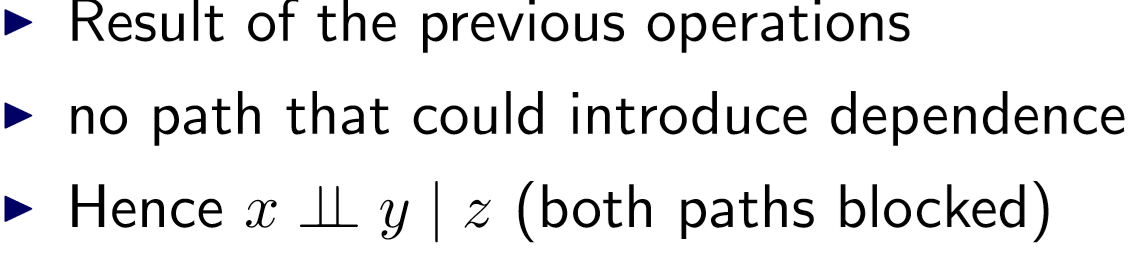 ▶ Result of the previous operations
▶ no path that could introduce dependence
▶ Hence x ⫫ y | z (both paths blocked)